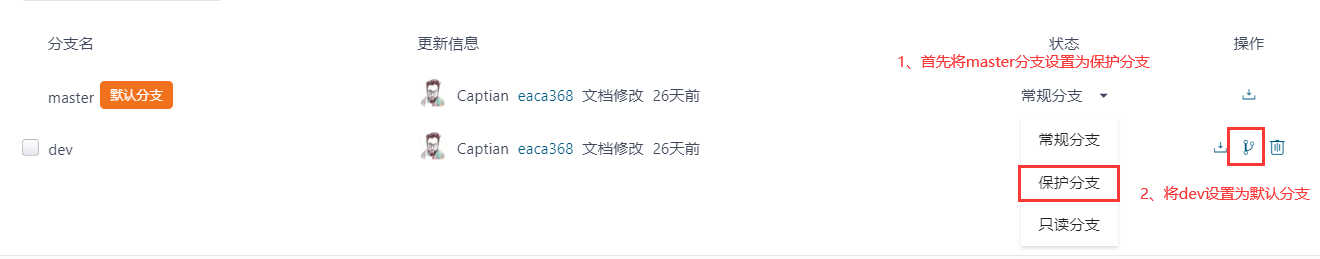 分支名 更新信息 状态 操作
1、首先将master分支设置为保护分支
master 默认分支 Captian eaca368 文档修改 26天前 常规分支
常规分支
dev Captian eaca368 文档修改 26天前
保护分支
2、将dev设置为默认分支
只读分支